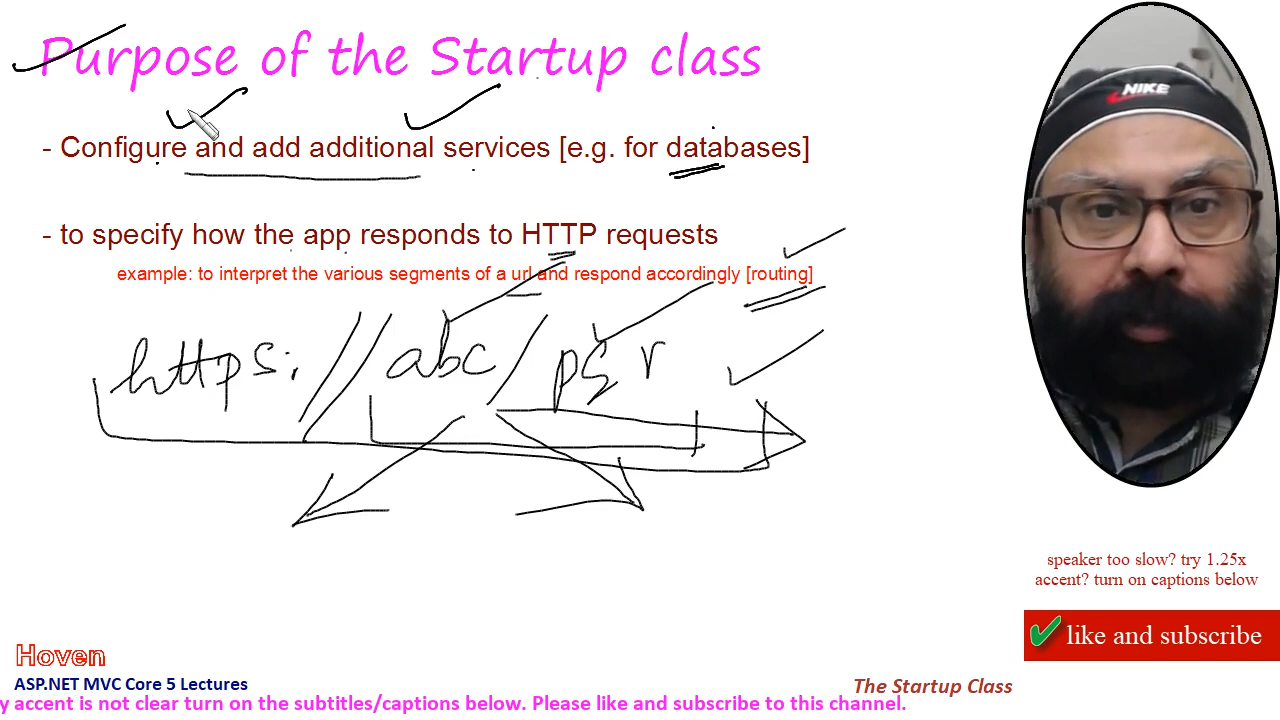 Purpose of the Startup class
- Configure and add additional services [e.g. for databases]
- to specify how the app responds to HTTP requests
example: to interpret the various segments of a url and respond accordingly [routing]
https://abc/pqr
NIKE
speaker too slow? try 1.25x
accent? turn on captions below
like and subscribe
Hoven
ASP.NET MVC Core 5 Lectures
The Startup Class
y accent is not clear turn on the subtitles/captions below. Please like and subscribe to this channel.